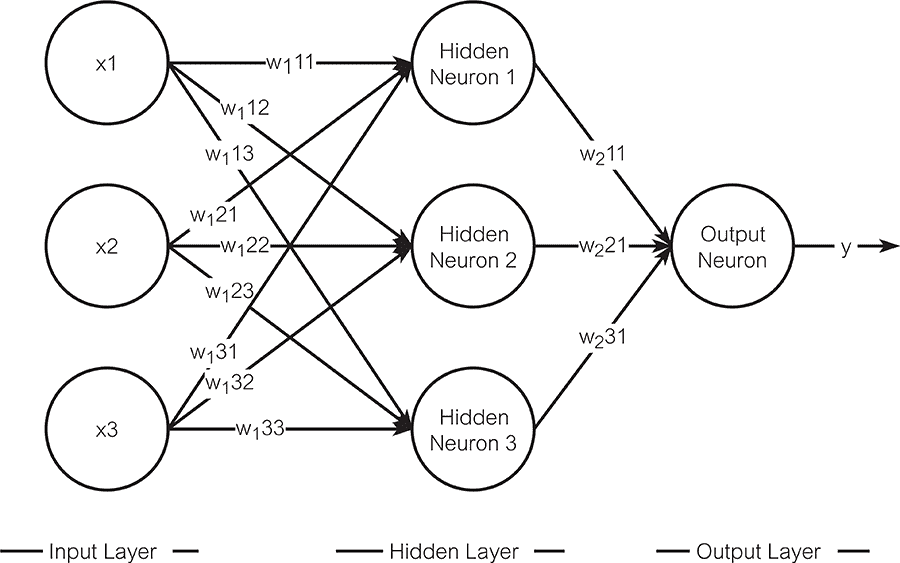 x1
w₁11
Hidden
Neuron 1
w₁12
w₁13
w₂11
w₁21
x2
w₁22
Hidden
Neuron 2
w₂21
Output
Neuron
y
w₁23
w₂31
w₁31
w₁32
x3
w₁33
Hidden
Neuron 3
Input Layer
Hidden Layer
Output Layer